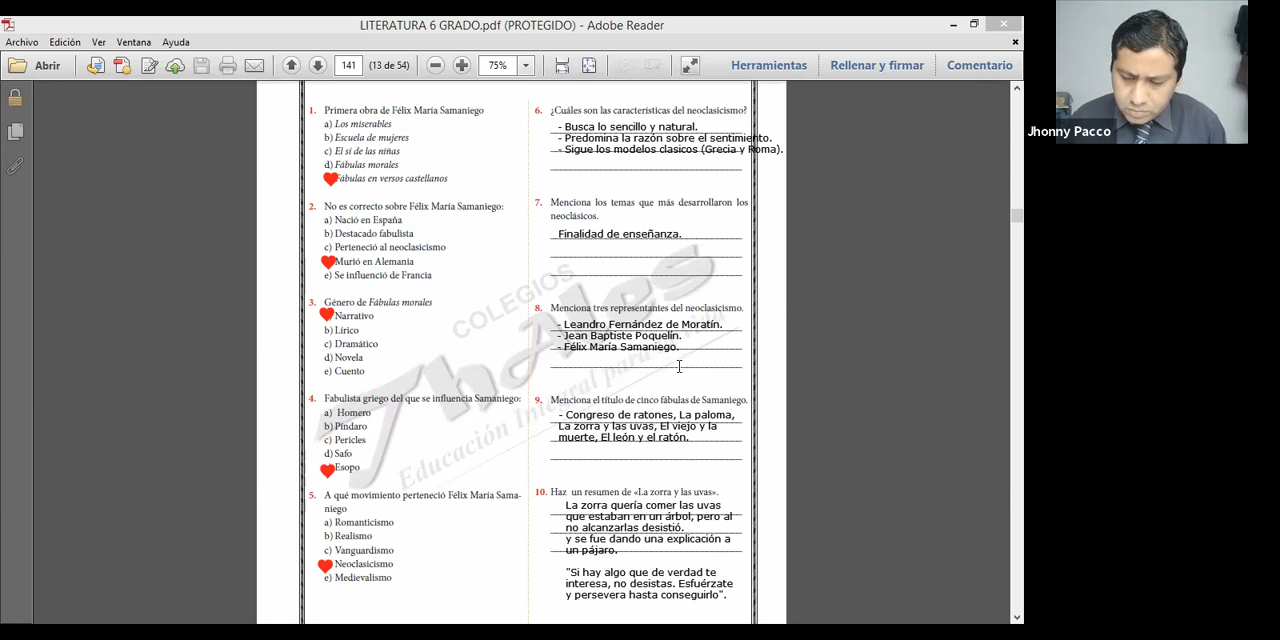 LITERATURA 6 GRADO.pdf (PROTEGIDO) - Adobe Reader
Archivo Edición Ver Ventana Ayuda
Abrir 141 (13 de 54) 75% Herramientas Rellenar y firmar Comentario
1. Primera obra de Félix María Samaniego
a) Los miserables
b) Escuela de mujeres
c) El sí de las niñas
d) Fábulas morales
Fábulas en versos castellanos
2. No es correcto sobre Félix María Samaniego:
a) Nació en España
b) Destacado fabulista
c) Perteneció al neoclasicismo
Murió en Alemania
e) Se influenció de Francia
3. Género de Fábulas morales
Narrativo
b) Lírico
c) Dramático
d) Novela
e) Cuento
4. Fabulista griego del que se influencia Samaniego:
a) Homero
b) Píndaro
c) Pericles
d) Safo
Esopo
5. A qué movimiento perteneció Félix María Sama-
niego
a) Romanticismo
b) Realismo
c) Vanguardismo
Neoclasicismo
e) Medievalismo
6. ¿Cuáles son las características del neoclasicismo?
- Busca lo sencillo y natural.
- Predomina la razón sobre el sentimiento.
- Sigue los modelos clasicos (Grecia y Roma).
7. Menciona los temas que más desarrollaron los
neoclásicos.
Finalidad de enseñanza.
8. Menciona tres representantes del neoclasicismo.
- Leandro Fernández de Moratín.
- Jean Baptiste Poquelín.
- Félix María Samaniego.
9. Menciona el título de cinco fábulas de Samaniego.
- Congreso de ratones, La paloma,
La zorra y las uvas, El viejo y la
muerte, El león y el ratón.
10. Haz un resumen de «La zorra y las uvas».
La zorra quería comer las uvas
que estaban en un árbol, pero al
no alcanzarlas desistió.
y se fue dando una explicación a
un pájaro.
"Si hay algo que de verdad te
interesa, no desistas. Esfuérzate
y persevera hasta conseguirlo".
COLEGIOS
ThAles
Educación Integral para
Jhonny Pacco